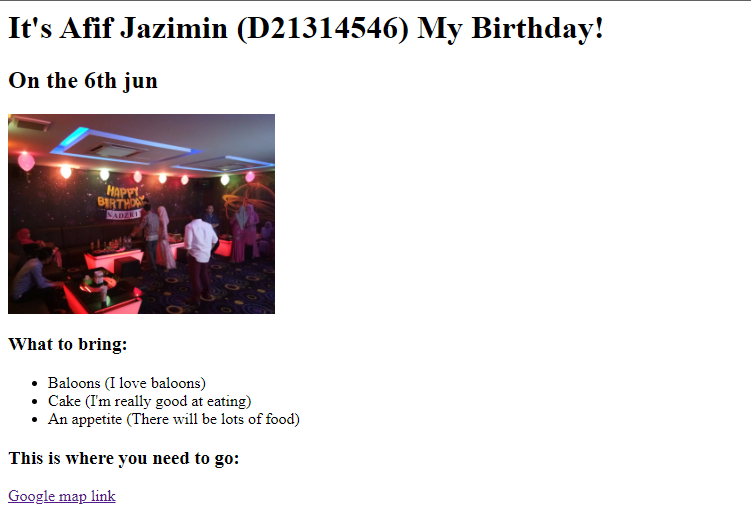 It's Afif Jazimin (D21314546) My Birthday!
On the 6th jun
HAPPY
BIRTHDAY
What to bring:
Baloons (I love baloons)
Cake (I'm really good at eating)
An appetite (There will be lots of food)
This is where you need to go:
Google map link